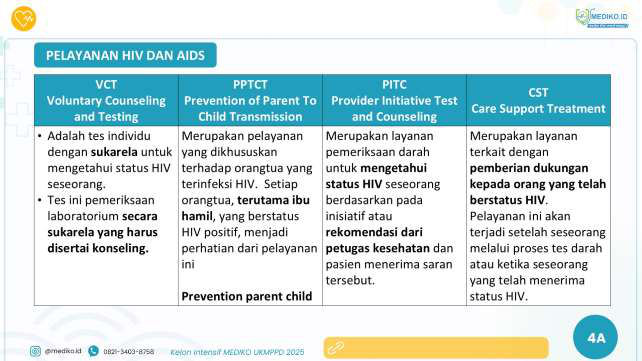 MEDIKO.ID
PELAYANAN HIV DAN AIDS
VCT
Voluntary Counseling
and Testing
PPTCT
Prevention of Parent To
Child Transmission
PITC
Provider Initiative Test
and Counseling
CST
Care Support Treatment
• Adalah tes individu
dengan sukarela untuk
mengetahui status HIV
seseorang.
• Tes ini pemeriksaan
laboratorium secara
sukarela yang harus
disertai konseling.
Merupakan pelayanan
yang dikhususkan
terhadap orangtua yang
terinfeksi HIV. Setiap
orangtua, terutama ibu
hamil, yang berstatus
HIV positif, menjadi
perhatian dari pelayanan
ini
Prevention parent child
Merupakan layanan
pemeriksaan darah
untuk mengetahui
status HIV seseorang
berdasarkan pada
inisiatif atau
rekomendasi dari
petugas kesehatan dan
pasien menerima saran
tersebut.
Merupakan layanan
terkait dengan
pemberian dukungan
kepada orang yang telah
berstatus HIV.
Pelayanan ini akan
terjadi setelah seseorang
melalui proses tes darah
atau ketika seseorang
yang telah menerima
status HIV.
@mediko.id
0821-3403-8758
Kelan Intensif MEDIKO UKMPPD 2025
4A